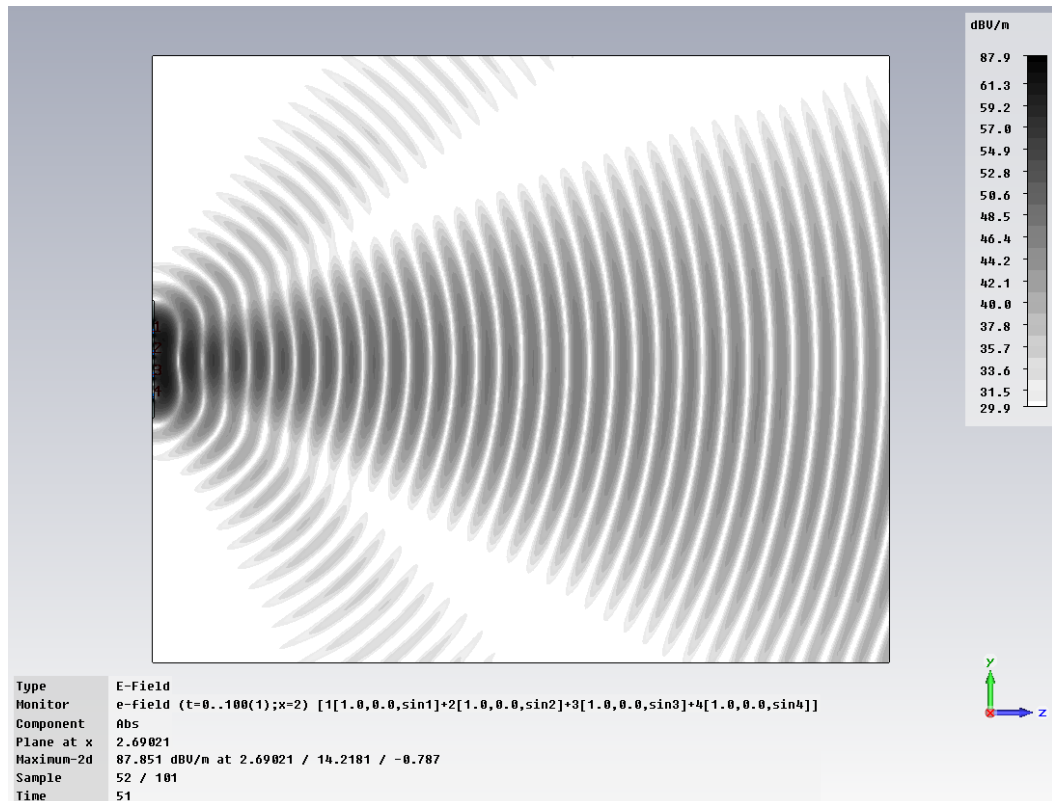 dBV/m
87.9
61.3
59.2
57.0
54.9
52.8
50.6
48.5
46.4
44.2
42.1
40.0
37.8
35.7
33.6
31.5
29.9
y
z
Type E-Field
Monitor e-field (t=0..100(1);x=2) [1[1.0,0.0,sin1]+2[1.0,0.0,sin2]+3[1.0,0.0,sin3]+4[1.0,0.0,sin4]]
Component Abs
Plane at x 2.69021
Maximum-2d 87.851 dBV/m at 2.69021 / 14.2181 / -0.787
Sample 52 / 101
Time 51